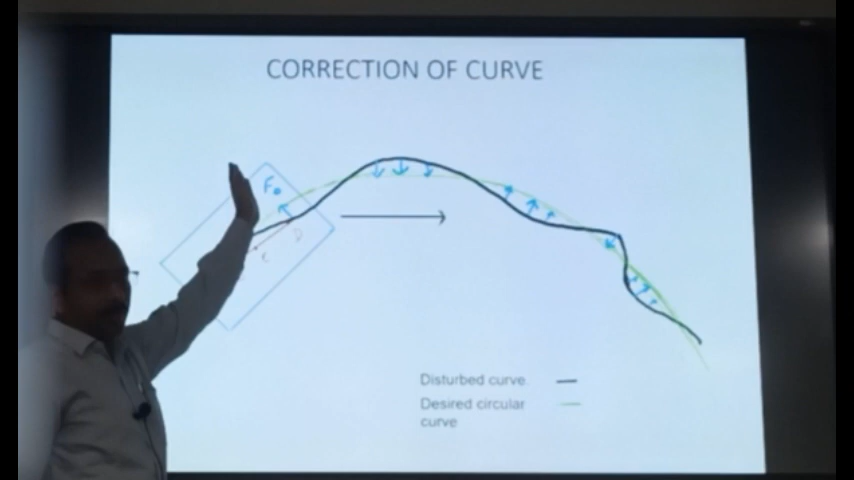 CORRECTION OF CURVE
F₀
D
C
Disturbed curve
Desired circular
curve